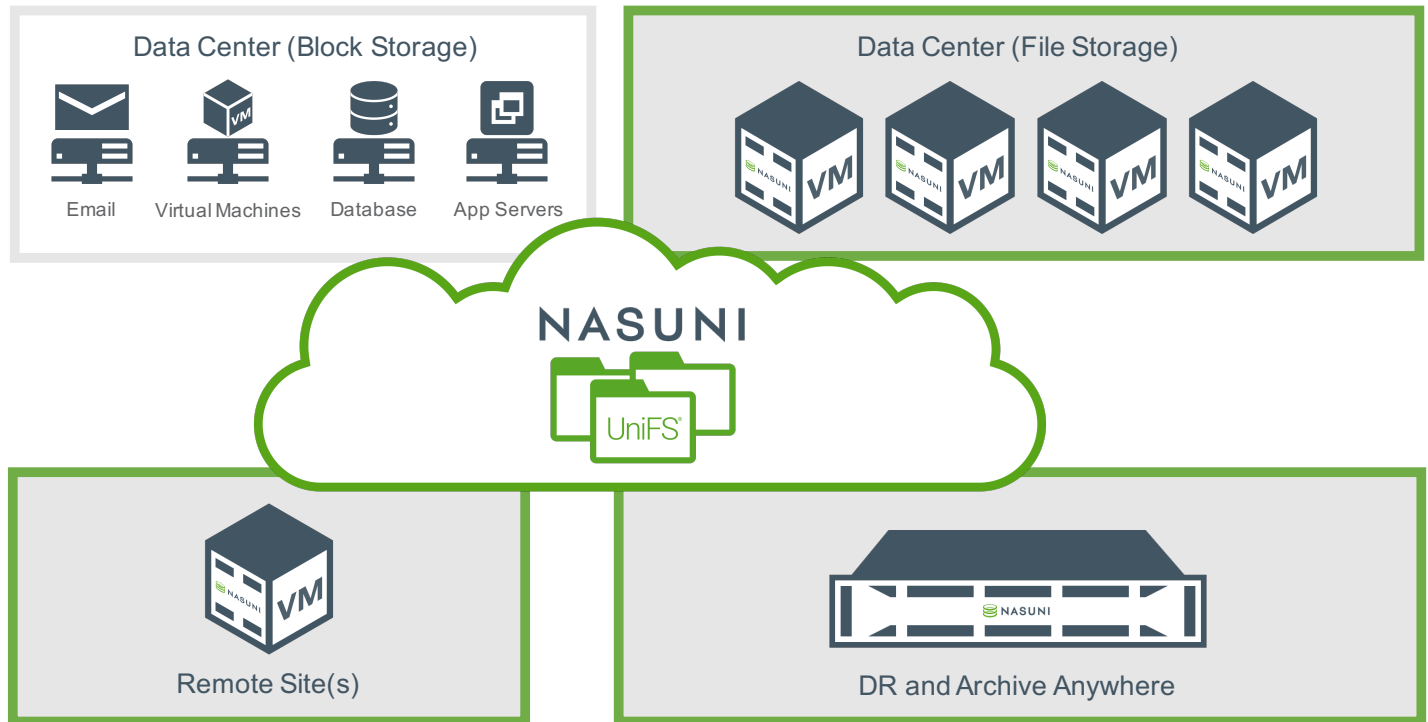 Data Center (Block Storage)
VM
Email
Virtual Machines
Database
App Servers
Data Center (File Storage)
NASUNI
VM
NASUNI
VM
NASUNI
VM
NASUNI
VM
NASUNI
UniFS®
NASUNI
VM
Remote Site(s)
NASUNI
DR and Archive Anywhere